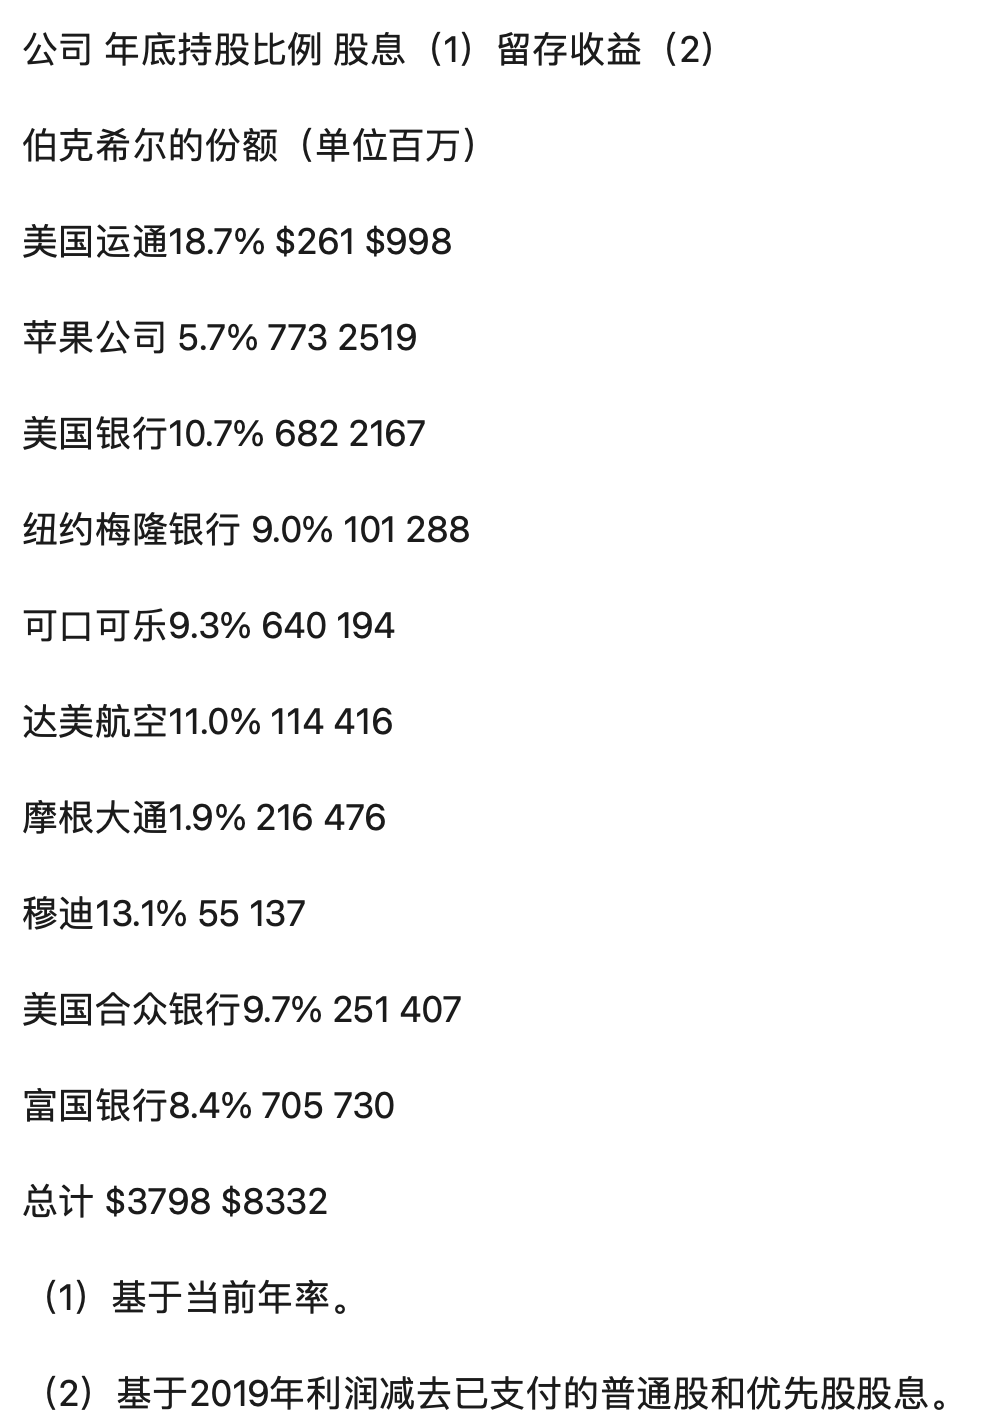 公司 年底持股比例 股息（1）留存收益（2）
伯克希尔的份额（单位百万）
美国运通18.7% $261 $998
苹果公司 5.7% 773 2519
美国银行10.7% 682 2167
纽约梅隆银行 9.0% 101 288
可口可乐9.3% 640 194
达美航空11.0% 114 416
摩根大通1.9% 216 476
穆迪13.1% 55 137
美国合众银行9.7% 251 407
富国银行8.4% 705 730
总计 $3798 $8332
（1）基于当前年率。
（2）基于2019年利润减去已支付的普通股和优先股股息。